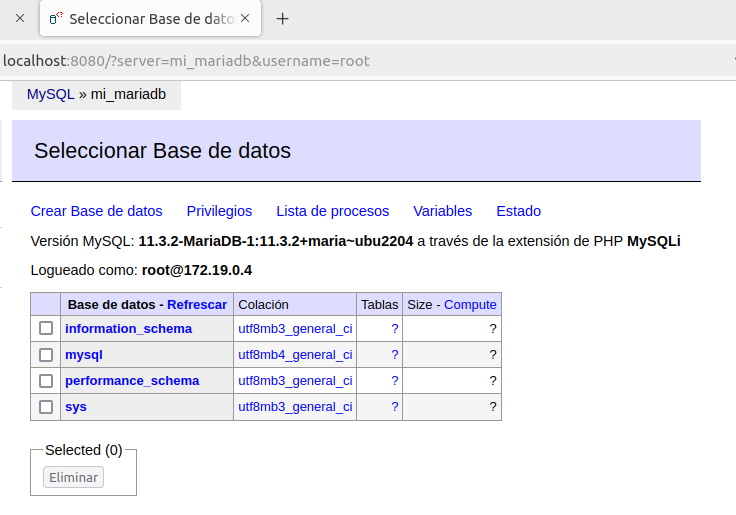 Seleccionar Base de dato
localhost:8080/?server=mi_mariadb&username=root
MySQL » mi_mariadb
Seleccionar Base de datos
Crear Base de datos Privilegios Lista de procesos Variables Estado
Versión MySQL: 11.3.2-MariaDB-1:11.3.2+maria~ubu2204 a través de la extensión de PHP MySQLi
Logueado como: root@172.19.0.4
Base de datos - Refrescar Colación Tablas Size - Compute
information_schema utf8mb3_general_ci ? ?
mysql utf8mb4_general_ci ? ?
performance_schema utf8mb3_general_ci ? ?
sys utf8mb3_general_ci ? ?
Selected (0)
Eliminar